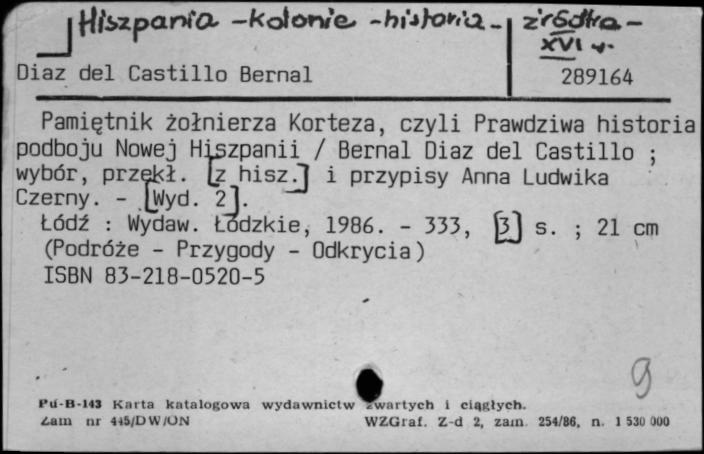 Hiszpania - kolonie - historia - źródła -
XVI w.
Diaz del Castillo Bernal 289164
Pamiętnik żołnierza Korteza, czyli Prawdziwa historia
podboju Nowej Hiszpanii / Bernal Diaz del Castillo ;
wybór, przekł. [z hisz.] i przypisy Anna Ludwika
Czerny. - [Wyd. 2].
Łódź : Wydaw. Łódzkie, 1986. - 333, [3] s. ; 21 cm
(Podróże - Przygody - Odkrycia)
ISBN 83-218-0520-5
9
Pu-B-143 Karta katalogowa wydawnictw zwartych i ciągłych.
Zam nr 445/DW/ON WZGraf. Z-d 2, zam. 254/86, n. 1 530 000